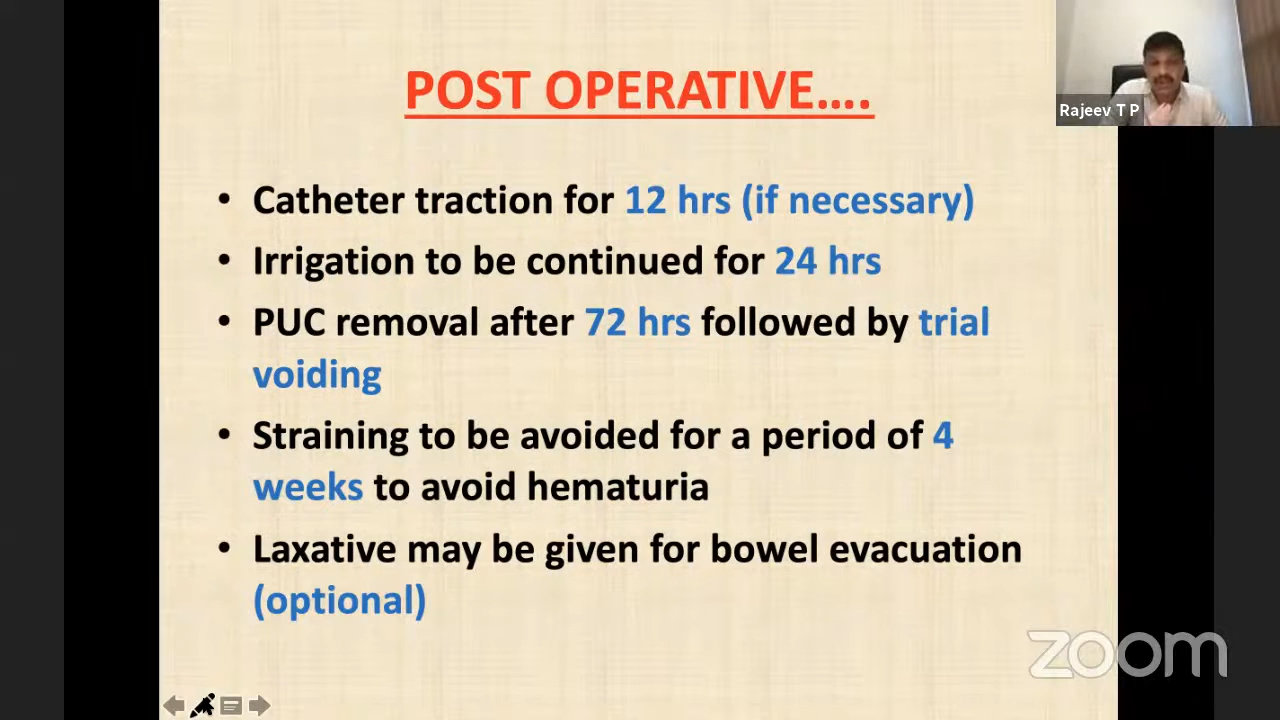 POST OPERATIVE....
Rajeev T P
• Catheter traction for 12 hrs (if necessary)
• Irrigation to be continued for 24 hrs
• PUC removal after 72 hrs followed by trial
voiding
• Straining to be avoided for a period of 4
weeks to avoid hematuria
• Laxative may be given for bowel evacuation
(optional)
zoom